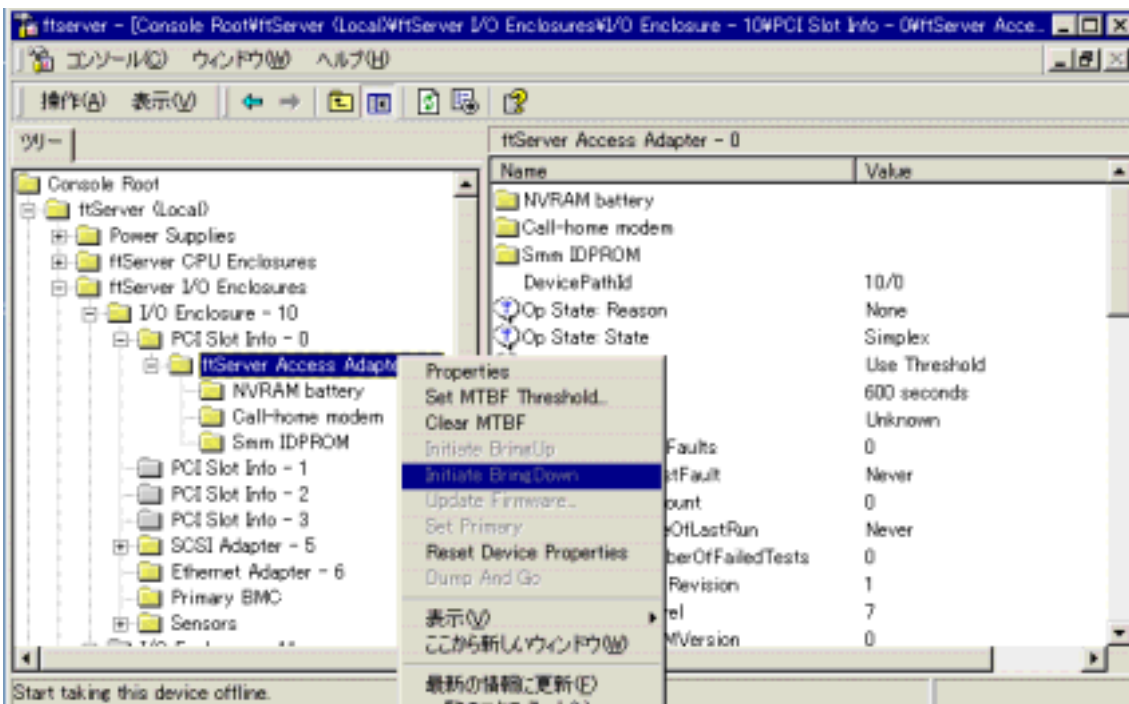 ftserver - [Console Root¥ftServer (Local)¥ftServer I/O Enclosures¥I/O Enclosure - 10¥PCI Slot Info - 0¥ftServer Acce...
コンソール(C) ウィンドウ(W) ヘルプ(H)
操作(A) 表示(V)
ツリー
ftServer Access Adapter - 0
Name Value
Console Root
ftServer (Local)
Power Supplies
ftServer CPU Enclosures
ftServer I/O Enclosures
I/O Enclosure - 10
PCI Slot Info - 0
ftServer Access Adapt
NVRAM battery
Call-home modem
Smm IDPROM
PCI Slot Info - 1
PCI Slot Info - 2
PCI Slot Info - 3
SCSI Adapter - 5
Ethernet Adapter - 6
Primary BMC
Sensors
NVRAM battery
Call-home modem
Smm IDPROM
DevicePathId 10/0
Op State: Reason None
Op State: State Simplex
Use Threshold
600 seconds
Unknown
Faults 0
stFault Never
ount 0
eOfLastRun Never
berOfFailedTests 0
Revision 1
el 7
MVersion 0
Properties
Set MTBF Threshold...
Clear MTBF
Initiate BringUp
Initiate BringDown
Update Firmware...
Set Primary
Reset Device Properties
Dump And Go
表示(V)
ここから新しいウィンドウ(W)
最新の情報に更新(F)
Start taking this device offline.